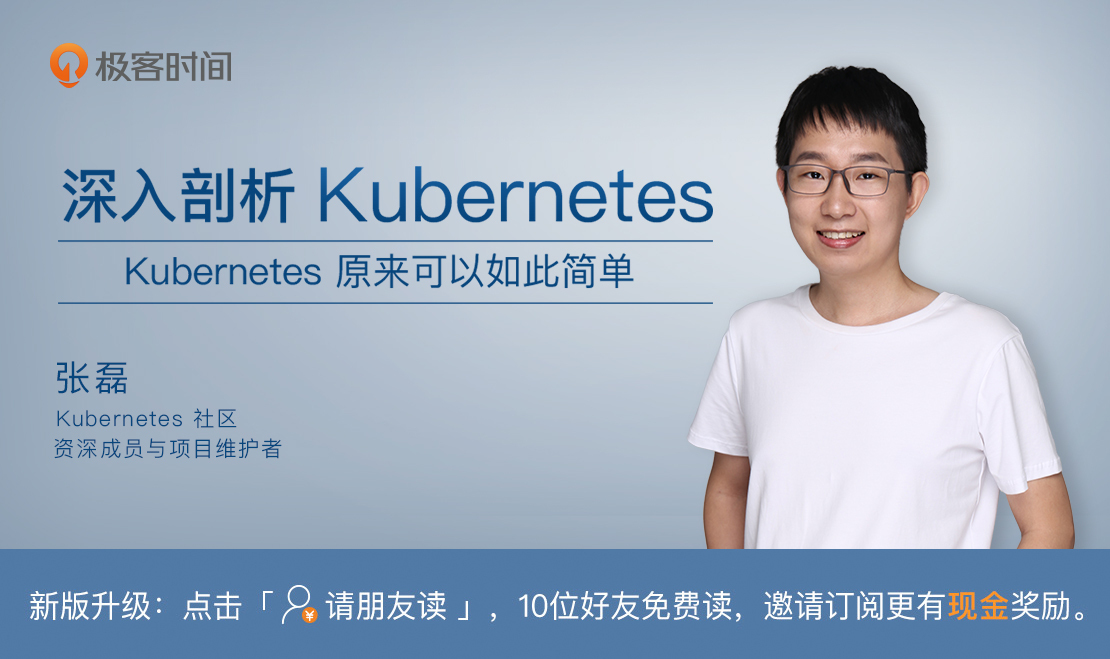 极客时间
深入剖析 Kubernetes
Kubernetes 原来可以如此简单
张磊
Kubernetes 社区
资深成员与项目维护者
新版升级：点击「 ¥ 请朋友读 」，10位好友免费读，邀请订阅更有现金奖励。